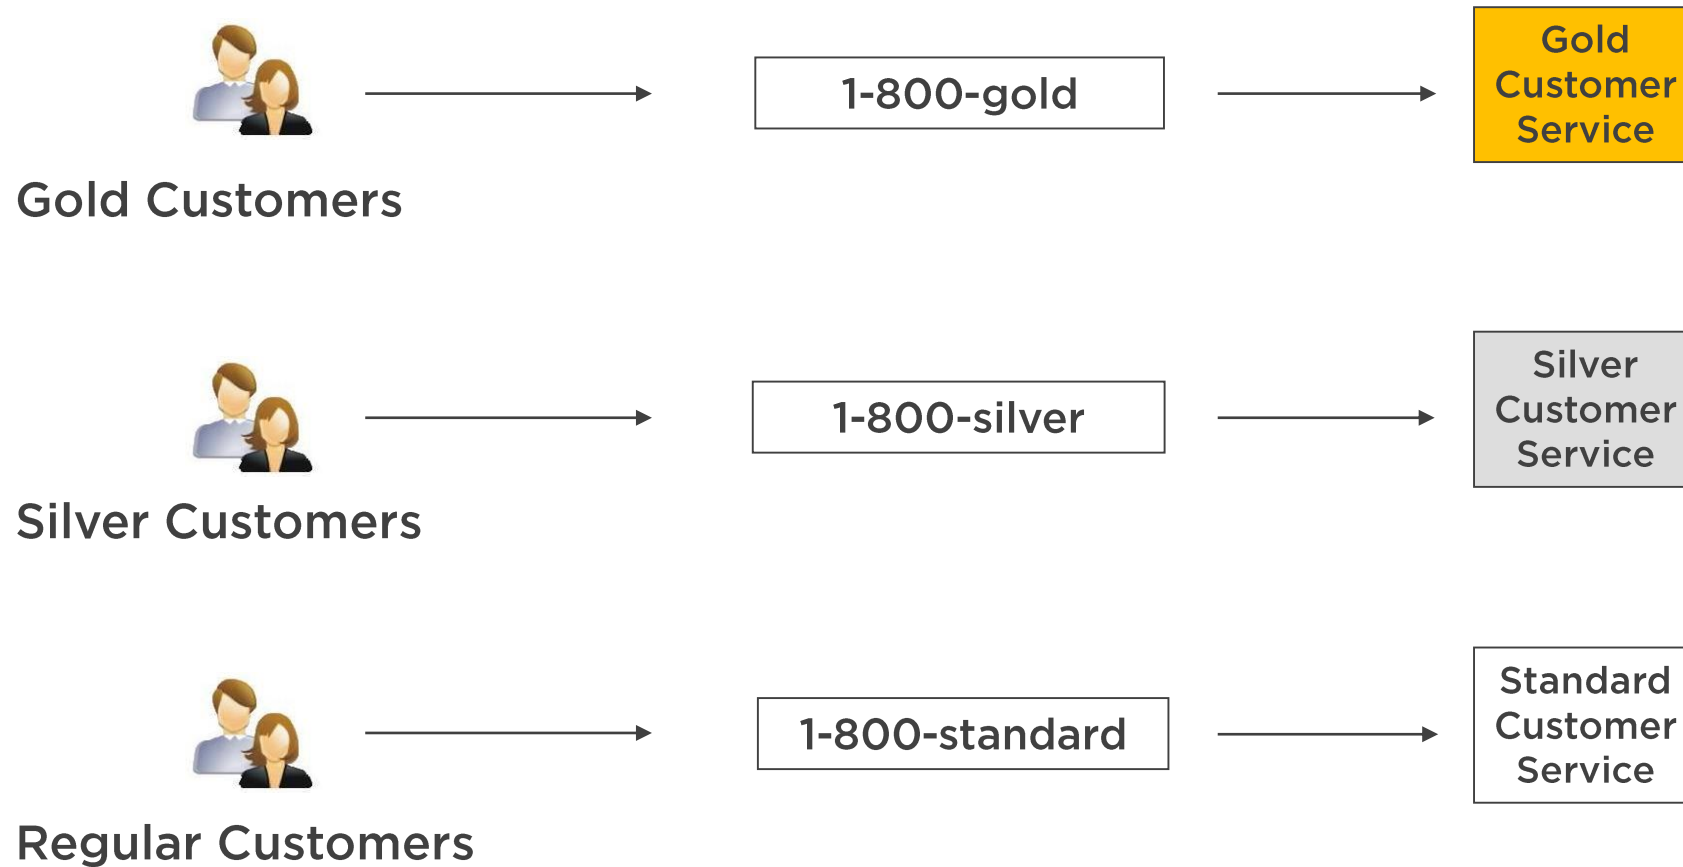 1-800-gold
Gold
Customer
Service
Gold Customers
1-800-silver
Silver
Customer
Service
Silver Customers
1-800-standard
Standard
Customer
Service
Regular Customers